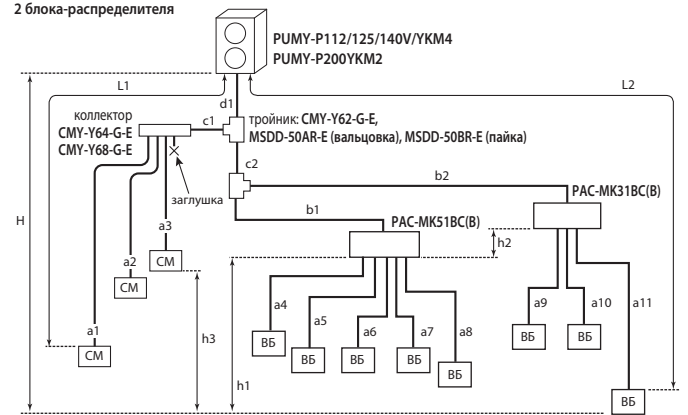 2 блока-распределителя
PUMY-P112/125/140V/YKM4
PUMY-P200YKM2
L1
L2
d1
коллектор
CMY-Y64-G-E
CMY-Y68-G-E
c1
тройник: CMY-Y62-G-E,
MSDD-50AR-E (вальцовка), MSDD-50BR-E (пайка)
c2
заглушка
b2
PAC-MK31BC(B)
H
b1
PAC-MK51BC(B)
h2
a3
a2
СМ
СМ
a1
СМ
h3
a4
a5
a6
a7
a8
a9
a10
a11
ВБ
ВБ
ВБ
ВБ
ВБ
ВБ
ВБ
h1
ВБ